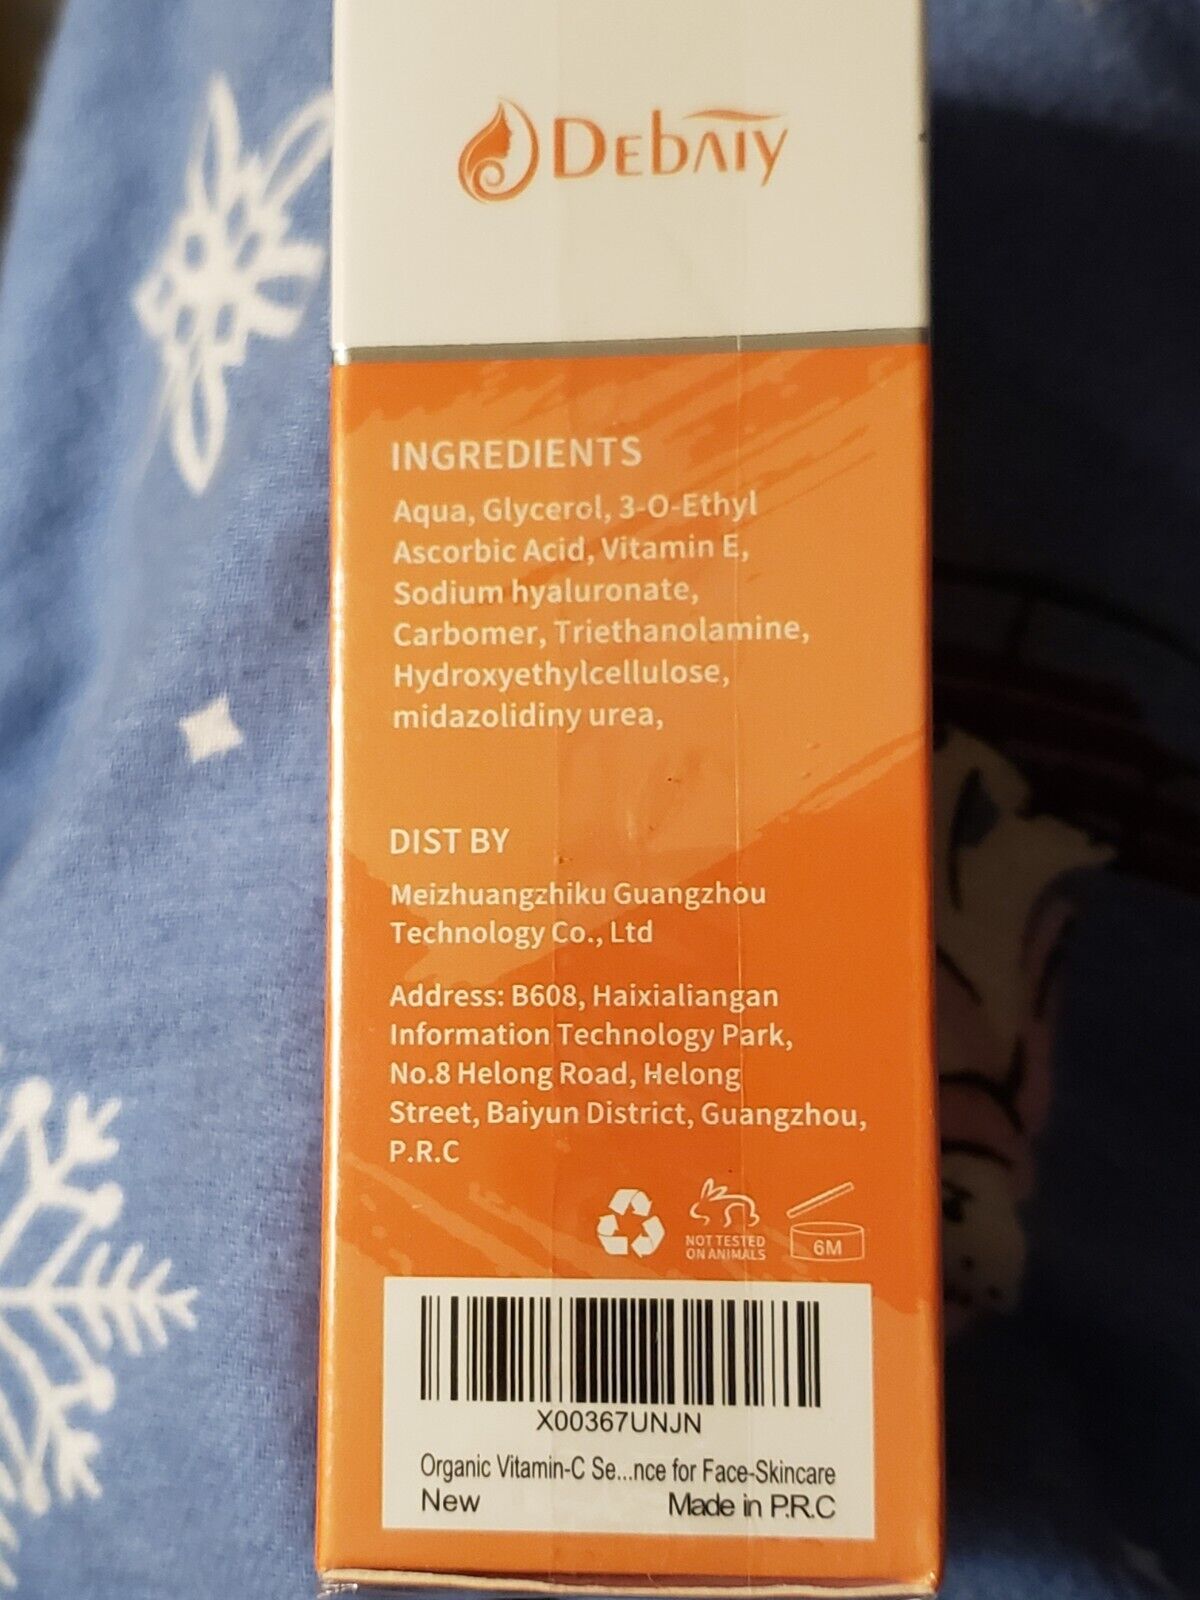 Debaiy
INGREDIENTS
Aqua, Glycerol, 3-O-Ethyl
Ascorbic Acid, Vitamin E,
Sodium hyaluronate,
Carbomer, Triethanolamine,
Hydroxyethylcellulose,
midazolidiny urea,
DIST BY
Meizhuangzhiku Guangzhou
Technology Co., Ltd
Address: B608, Haixialiangan
Information Technology Park,
No.8 Helong Road, Helong
Street, Baiyun District, Guangzhou,
P.R.C
NOT TESTED
ON ANIMALS
6M
X00367UNJN
Organic Vitamin-C Se...nce for Face-Skincare
New Made in P.R.C